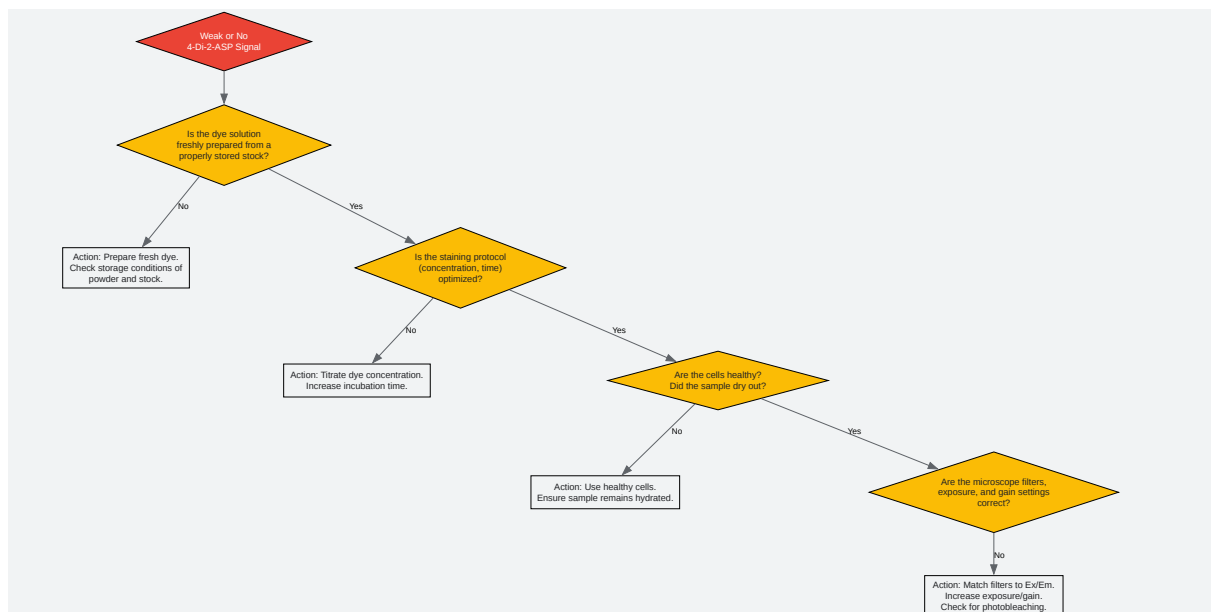 Weak or No
4-Di-2-ASP Signal
Is the dye solution
freshly prepared from a
properly stored stock?
No
Yes
Action: Prepare fresh dye.
Check storage conditions of
powder and stock.
Is the staining protocol
(concentration, time)
optimized?
No
Yes
Action: Titrate dye concentration.
Increase incubation time.
Are the cells healthy?
Did the sample dry out?
No
Yes
Action: Use healthy cells.
Ensure sample remains hydrated.
Are the microscope filters,
exposure, and gain settings
correct?
No
Action: Match filters to Ex/Em.
Increase exposure/gain.
Check for photobleaching.